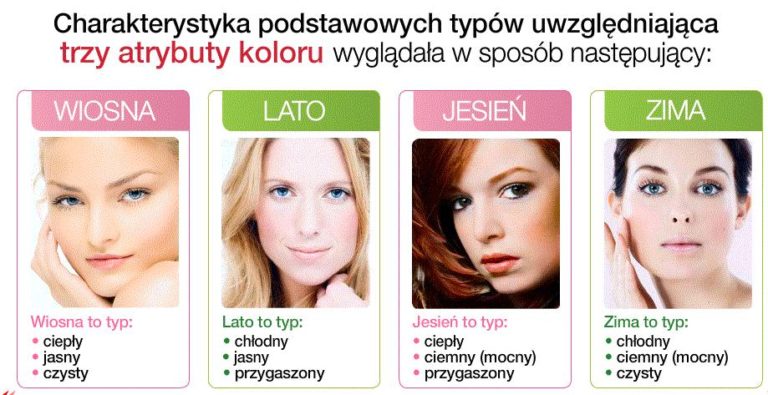 Charakterystyka podstawowych typów uwzględniająca
trzy atrybuty koloru wyglądała w sposób następujący:
WIOSNA
Wiosna to typ:
• ciepły
• jasny
• czysty
LATO
Lato to typ:
• chłodny
• jasny
• przygaszony
JESIEŃ
Jesień to typ:
• ciepły
• ciemny (mocny)
• przygaszony
ZIMA
Zima to typ:
• chłodny
• ciemny (mocny)
• czysty